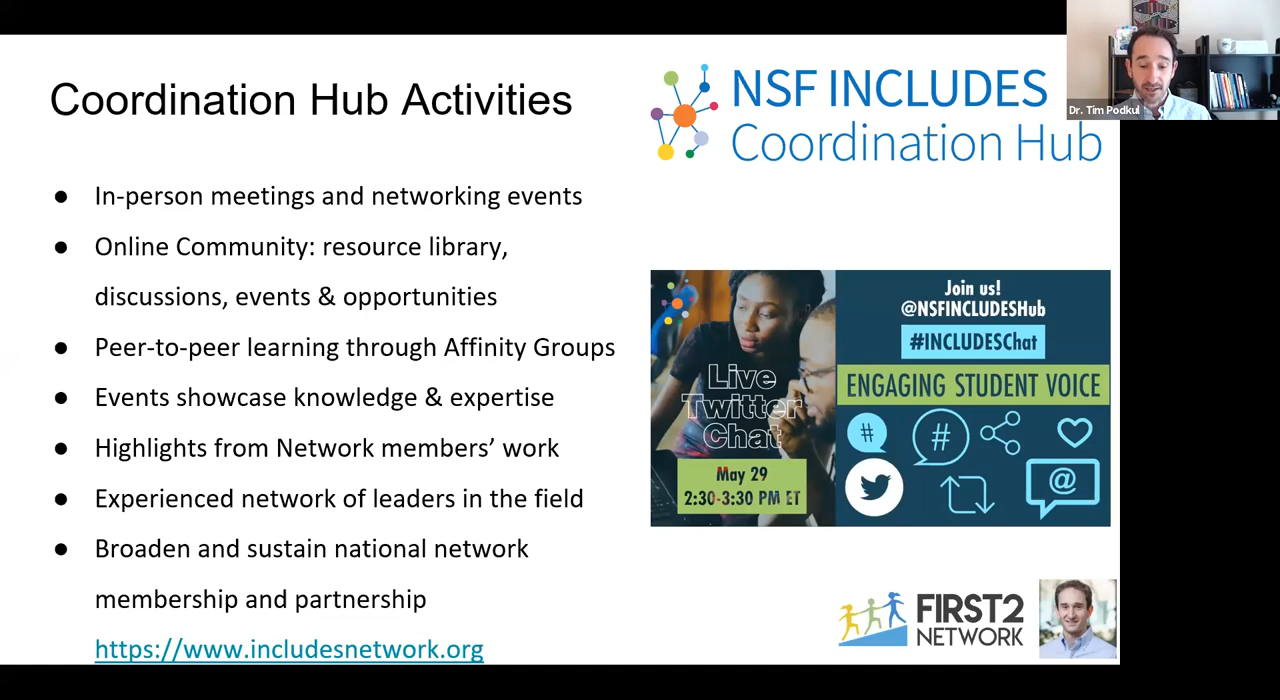 Coordination Hub Activities
NSF INCLUDES
Coordination Hub
Dr. Tim Podkul
● In-person meetings and networking events
● Online Community: resource library,
discussions, events & opportunities
● Peer-to-peer learning through Affinity Groups
● Events showcase knowledge & expertise
● Highlights from Network members’ work
● Experienced network of leaders in the field
● Broaden and sustain national network
membership and partnership
https://www.includesnetwork.org
Live
Twitter
Chat
May 29
2:30-3:30 PM ET
Join us!
@NSFINCLUDESHub
#INCLUDESChat
ENGAGING STUDENT VOICE
#
#
@
FIRST2
NETWORK